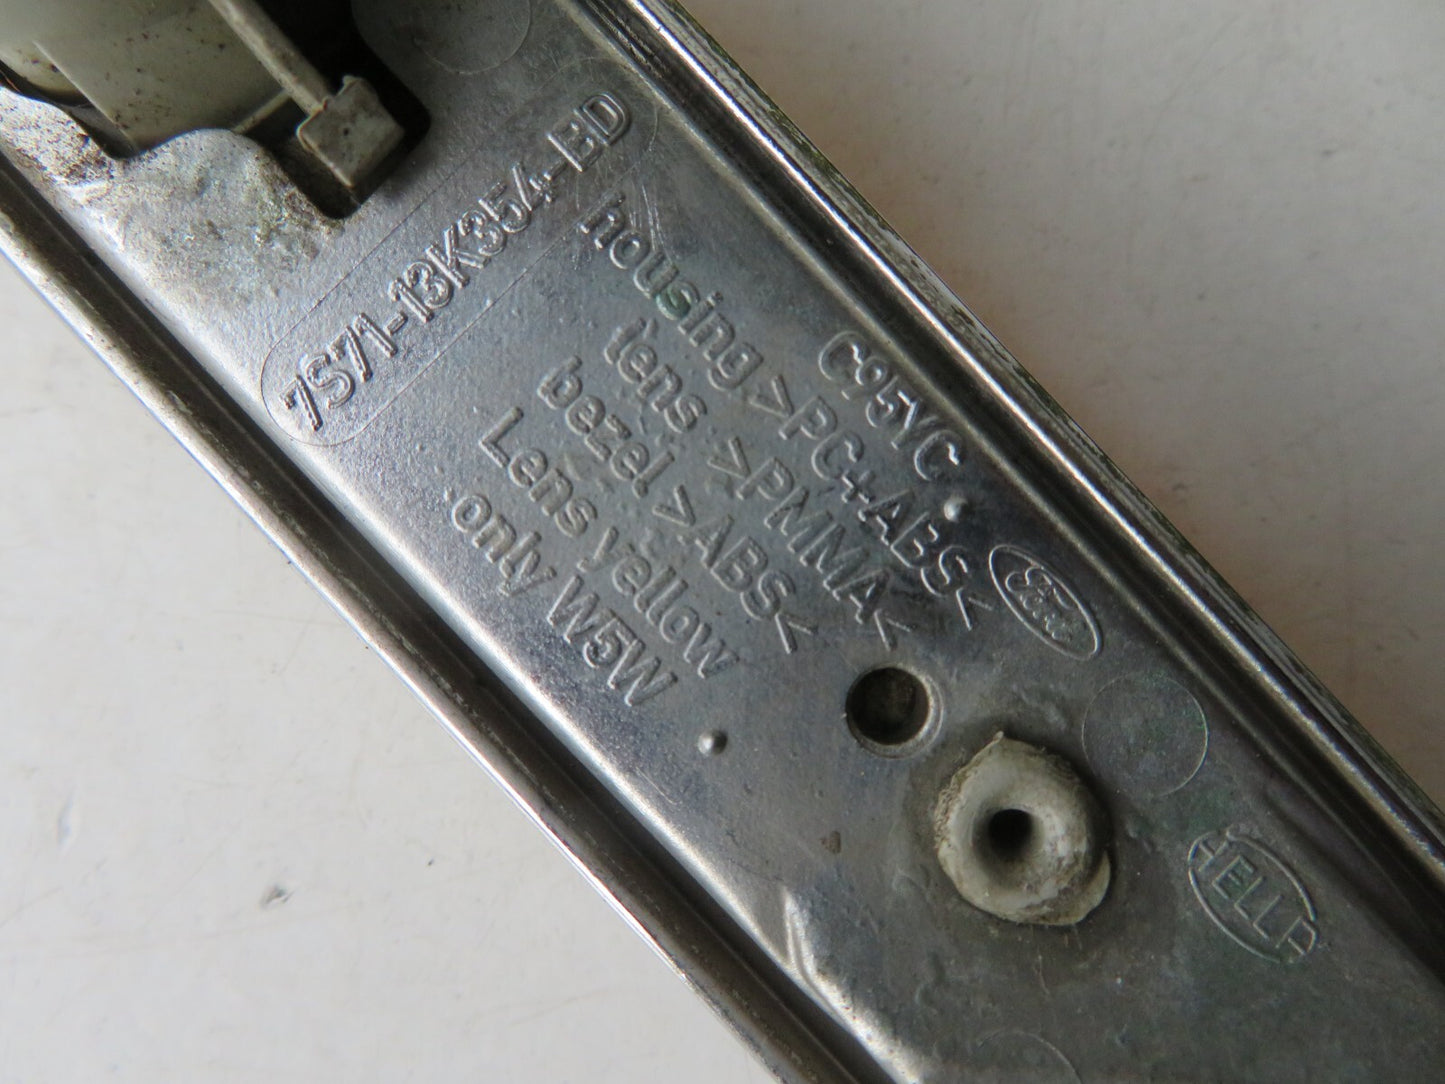 7S71-13K354-BD
C95YC
housing >PC+ABS<
lens >PMMA<
bezel >ABS<
Lens yellow
only W5W
Ford
HELLA